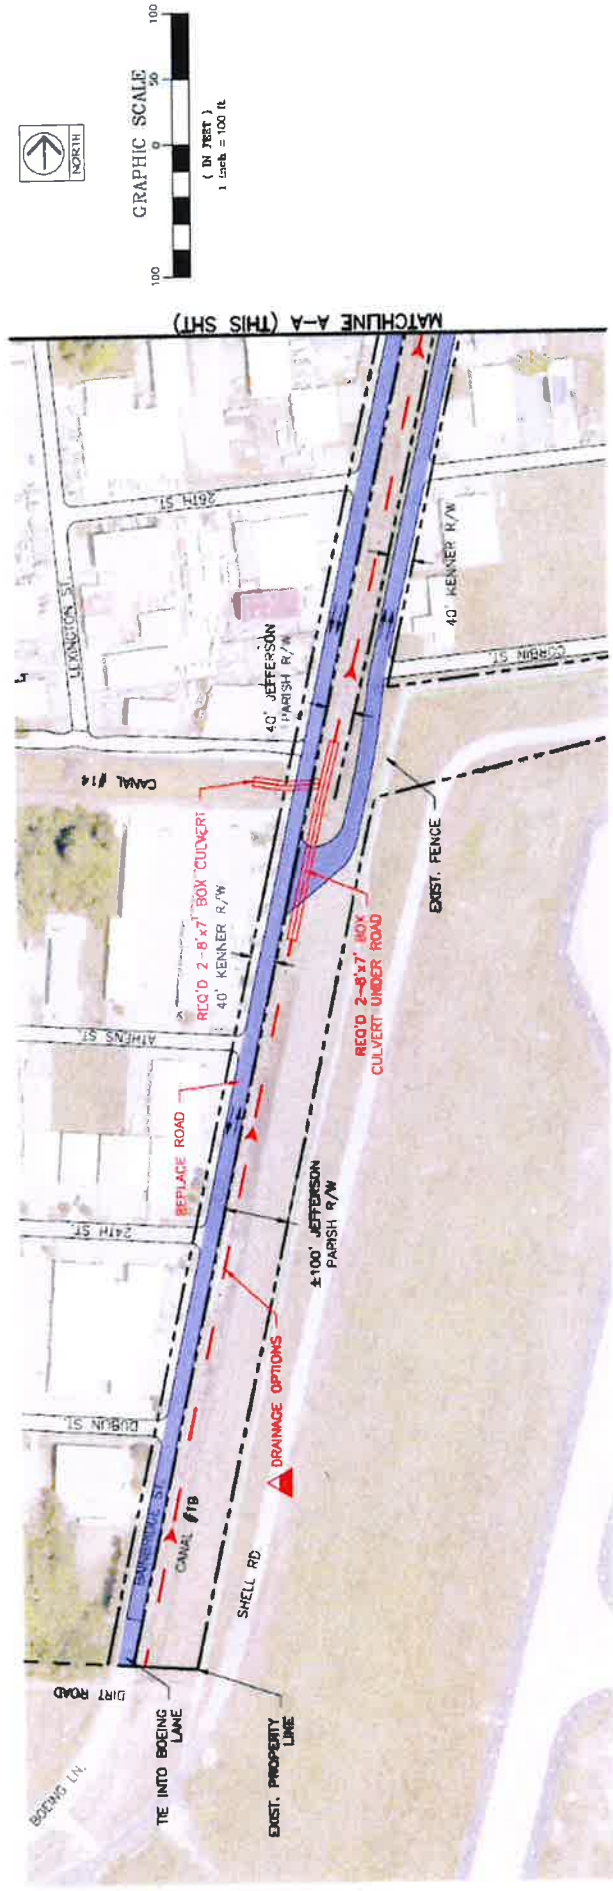 NORTH
GRAPHIC SCALE
100
0
50
100
( IN FEET )
1 inch = 100 ft.
MATCHLINE A-A (THIS SHT)
LEXINGTON ST.
26TH ST.
40' JEFFERSON
PARISH R/W
40' KENNER R/W
CORBIN ST.
CANAL #14
REQ'D 2-8'x7' BOX CULVERT
40' KENNER R/W
EXIST. FENCE
REQ'D 2-8'x7' BOX
CULVERT UNDER ROAD
ATHENS ST.
REPLACE ROAD
24TH ST.
±100' JEFFERSON
PARISH R/W
DRAINAGE OPTIONS
DUBLIN ST.
BAINBRIDGE ST.
CANAL #19
SHELL RD
DIRT ROAD
BOEING LN.
TIE INTO BOEING
LANE
EXIST. PROPERTY
LINE